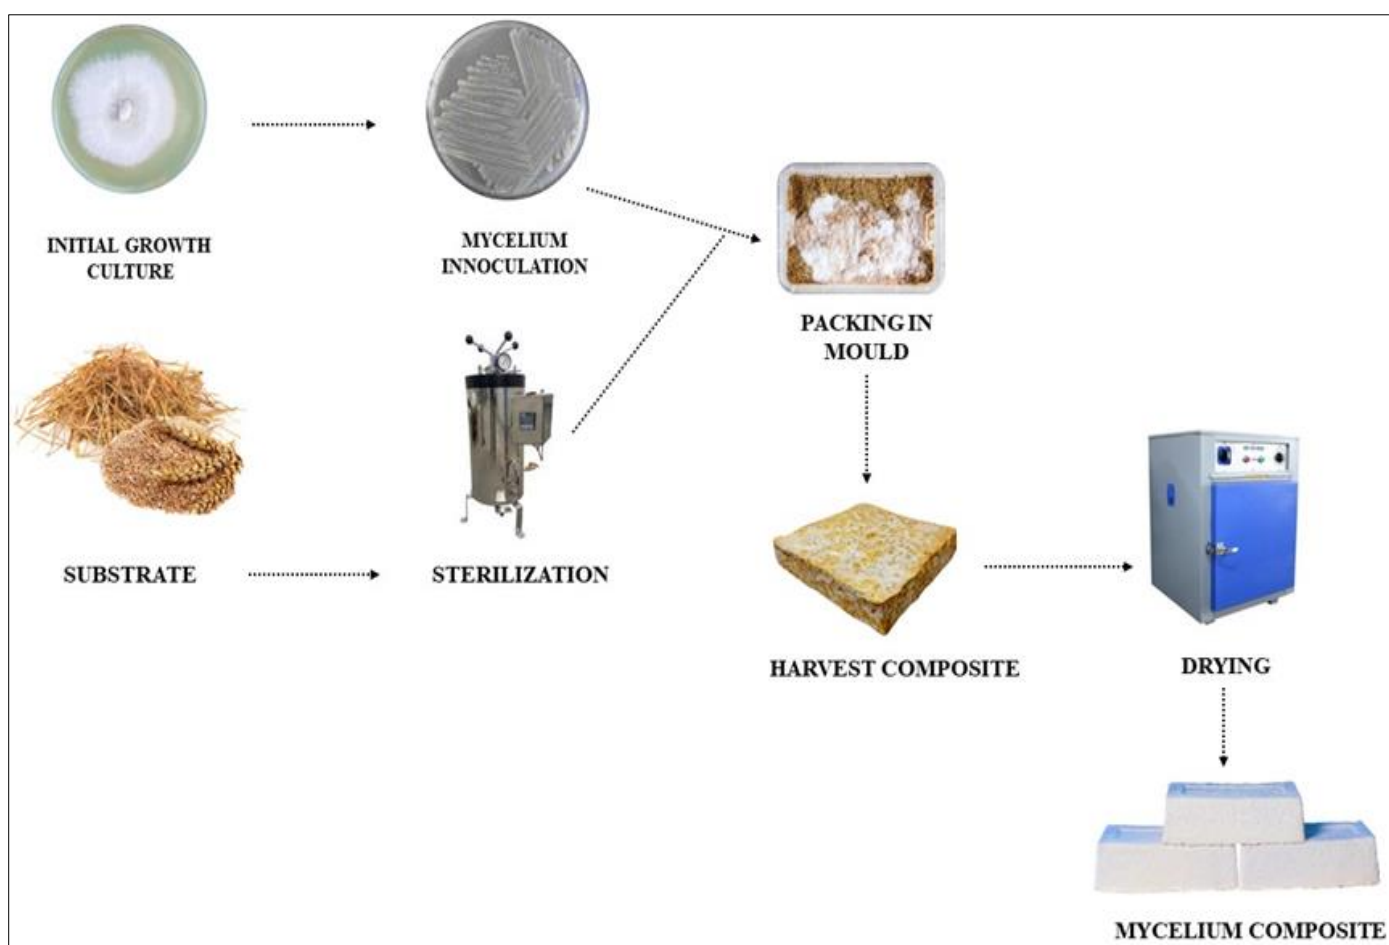 INITIAL GROWTH
CULTURE
MYCELIUM
INNOCULATION
PACKING IN
MOULD
SUBSTRATE
STERILIZATION
HARVEST COMPOSITE
DRYING
MYCELIUM COMPOSITE